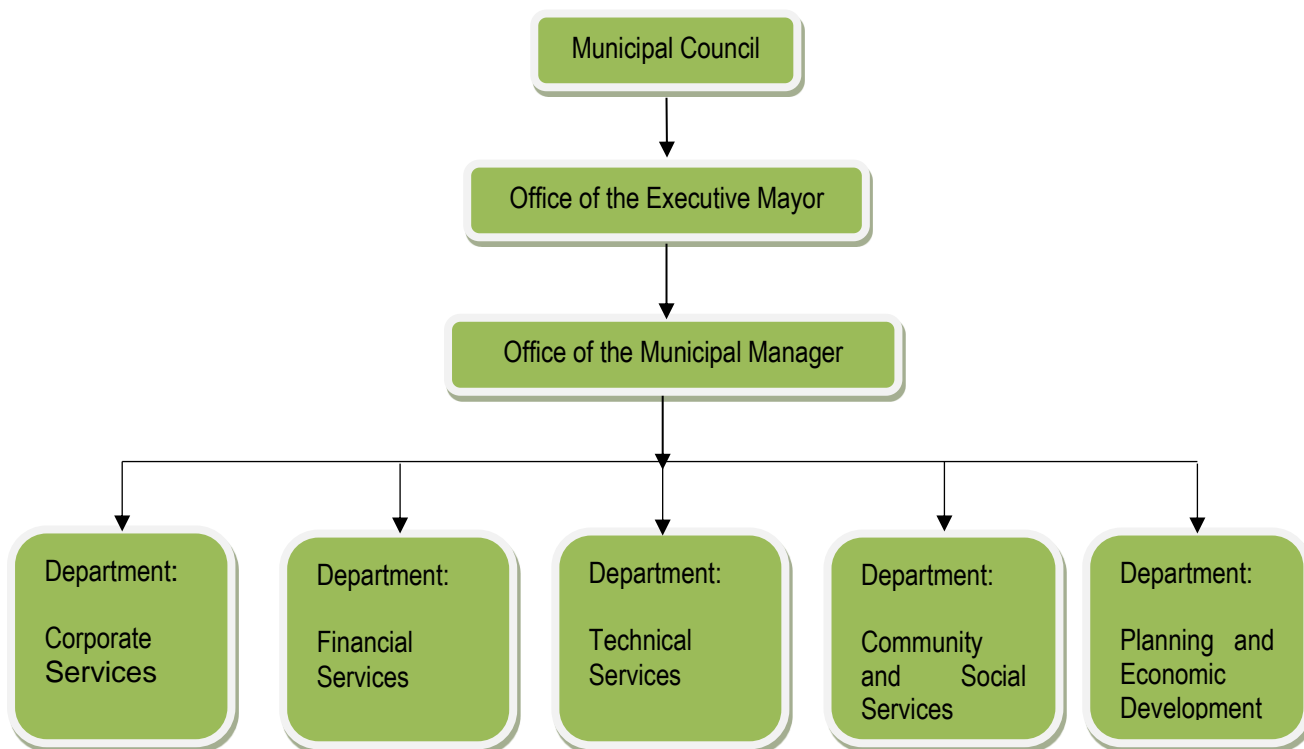 Municipal Council
Office of the Executive Mayor
Office of the Municipal Manager
Department:
Corporate
Services
Department:
Financial
Services
Department:
Technical
Services
Department:
Community
and Social
Services
Department:
Planning and
Economic
Development